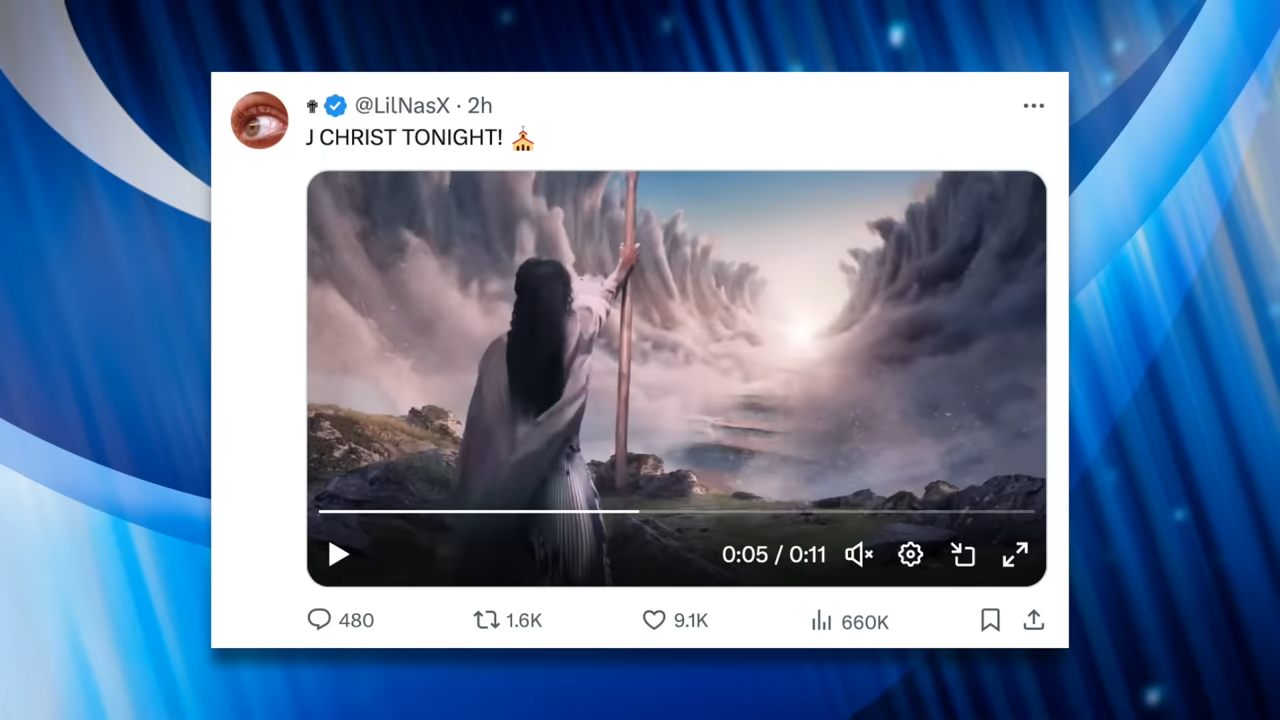 ✟ @LilNasX · 2h
J CHRIST TONIGHT! ⛪
0:05 / 0:11
480 1.6K 9.1K 660K